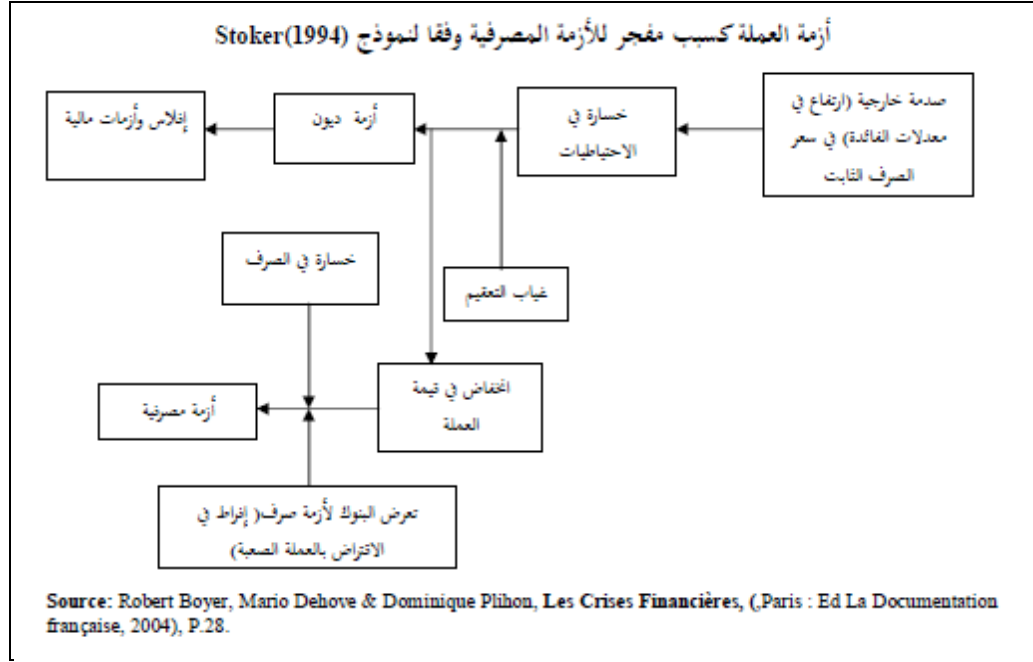 أزمة العملة كسبب مفجر للأزمة المصرفية وفقا لنموذج Stoker(1994)
صدمة خارجية (ارتفاع في
معدلات الفائدة) في سعر
الصرف الثابت
خسارة في
الاحتياطيات
أزمة ديون
إفلاس وأزمات مالية
غياب التعقيم
خسارة في الصرف
انخفاض في قيمة
العملة
أزمة مصرفية
تعرض البنوك لأزمة صرف( إفراط في
الاقتراض بالعملة الصعبة)
Source: Robert Boyer, Mario Dehove & Dominique Plihon, Les Crises Financières, (,Paris : Ed La Documentation
française, 2004), P.28.